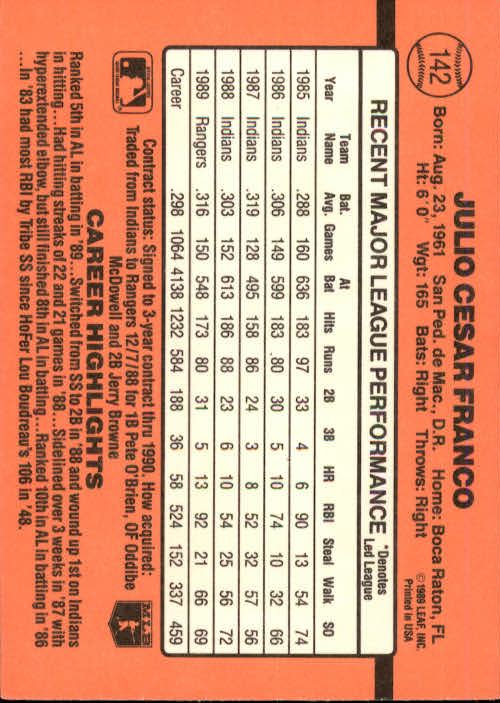 142
JULIO CESAR FRANCO
Born: Aug. 23, 1961 San Ped. de Mac., D.R. Home: Boca Raton, FL
Ht: 6' 0" Wgt: 165 Bats: Right Throws: Right
© 1989 LEAF, INC.
Printed in USA
RECENT MAJOR LEAGUE PERFORMANCE
*Denotes
Led League
Year Team Name Bat. Avg. Games At Bat Hits Runs 2B 3B HR RBI Steal Walk SO
1985 Indians .288 160 636 183 97 33 4 6 90 13 54 74
1986 Indians .306 149 599 183 80 30 5 10 74 10 32 66
1987 Indians .319 128 495 158 86 24 3 8 52 32 57 56
1988 Indians .303 152 613 186 88 23 6 10 54 25 56 72
1989 Rangers .316 150 548 173 80 31 5 13 92 21 66 69
Career .298 1064 4138 1232 584 188 36 58 524 152 337 459
Contract status: Signed to 3-year contract thru 1990. How acquired:
Traded from Indians to Rangers 12/7/88 for 1B Pete O'Brien, OF Oddibe
McDowell and 2B Jerry Browne
MLB
CAREER HIGHLIGHTS
Ranked 5th in AL in batting in '89...Switched from SS to 2B in '88 and wound up 1st on Indians
in hitting...Had hitting streaks of 22 and 21 games in '88...Sidelined over 3 weeks in '87 with
hyperextended elbow, but still finished 8th in AL in batting...Ranked 10th in AL in batting in '86
...In '83 had most RBI by Tribe SS since HoFer Lou Boudreau's 106 in '48.